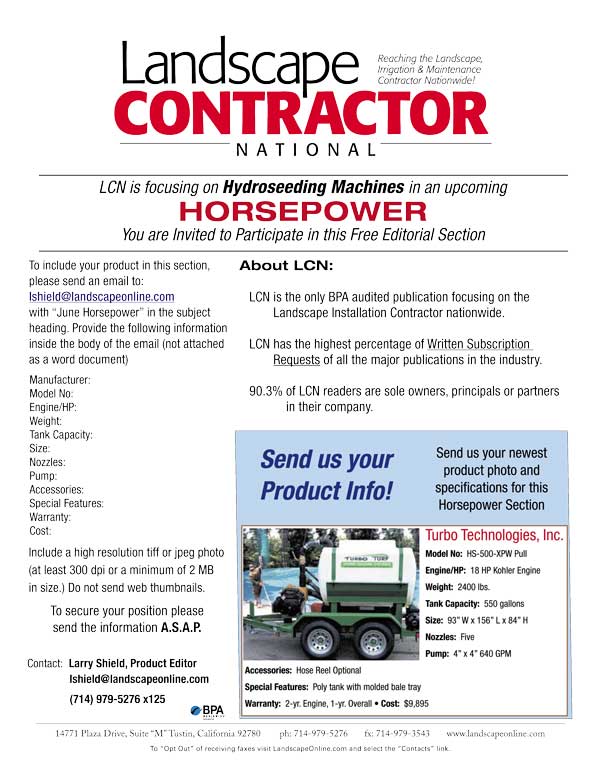 Landscape
Reaching the Landscape,
Irrigation & Maintenance
Contractor Nationwide!
CONTRACTOR
NATIONAL
LCN is focusing on Hydroseeding Machines in an upcoming
HORSEPOWER
You are Invited to Participate in this Free Editorial Section
To include your product in this section,
please send an email to:
lshield@landscapeonline.com
with “June Horsepower” in the subject
heading. Provide the following information
inside the body of the email (not attached
as a word document)
Manufacturer:
Model No:
Engine/HP:
Weight:
Tank Capacity:
Size:
Nozzles:
Pump:
Accessories:
Special Features:
Warranty:
Cost:
Include a high resolution tiff or jpeg photo
(at least 300 dpi or a minimum of 2 MB
in size.) Do not send web thumbnails.
To secure your position please
send the information A.S.A.P.
Contact: Larry Shield, Product Editor
lshield@landscapeonline.com
(714) 979-5276 x125
BPA
About LCN:
LCN is the only BPA audited publication focusing on the
Landscape Installation Contractor nationwide.
LCN has the highest percentage of Written Subscription
Requests of all the major publications in the industry.
90.3% of LCN readers are sole owners, principals or partners
in their company.
Send us your
Product Info!
Send us your newest
product photo and
specifications for this
Horsepower Section
TURBO TURF
Turbo Technologies, Inc.
Model No: HS-500-XPW Pull
Engine/HP: 18 HP Kohler Engine
Weight: 2400 lbs.
Tank Capacity: 550 gallons
Size: 93" W x 156" L x 84" H
Nozzles: Five
Pump: 4" x 4" 640 GPM
Accessories: Hose Reel Optional
Special Features: Poly tank with molded bale tray
Warranty: 2-yr. Engine, 1-yr. Overall • Cost: $9,895
14771 Plaza Drive, Suite “M” Tustin, California 92780 ph: 714-979-5276 fx: 714-979-3543 www.landscapeonline.com
To “Opt Out” of receiving faxes visit LandscapeOnline.com and select the “Contacts” link.